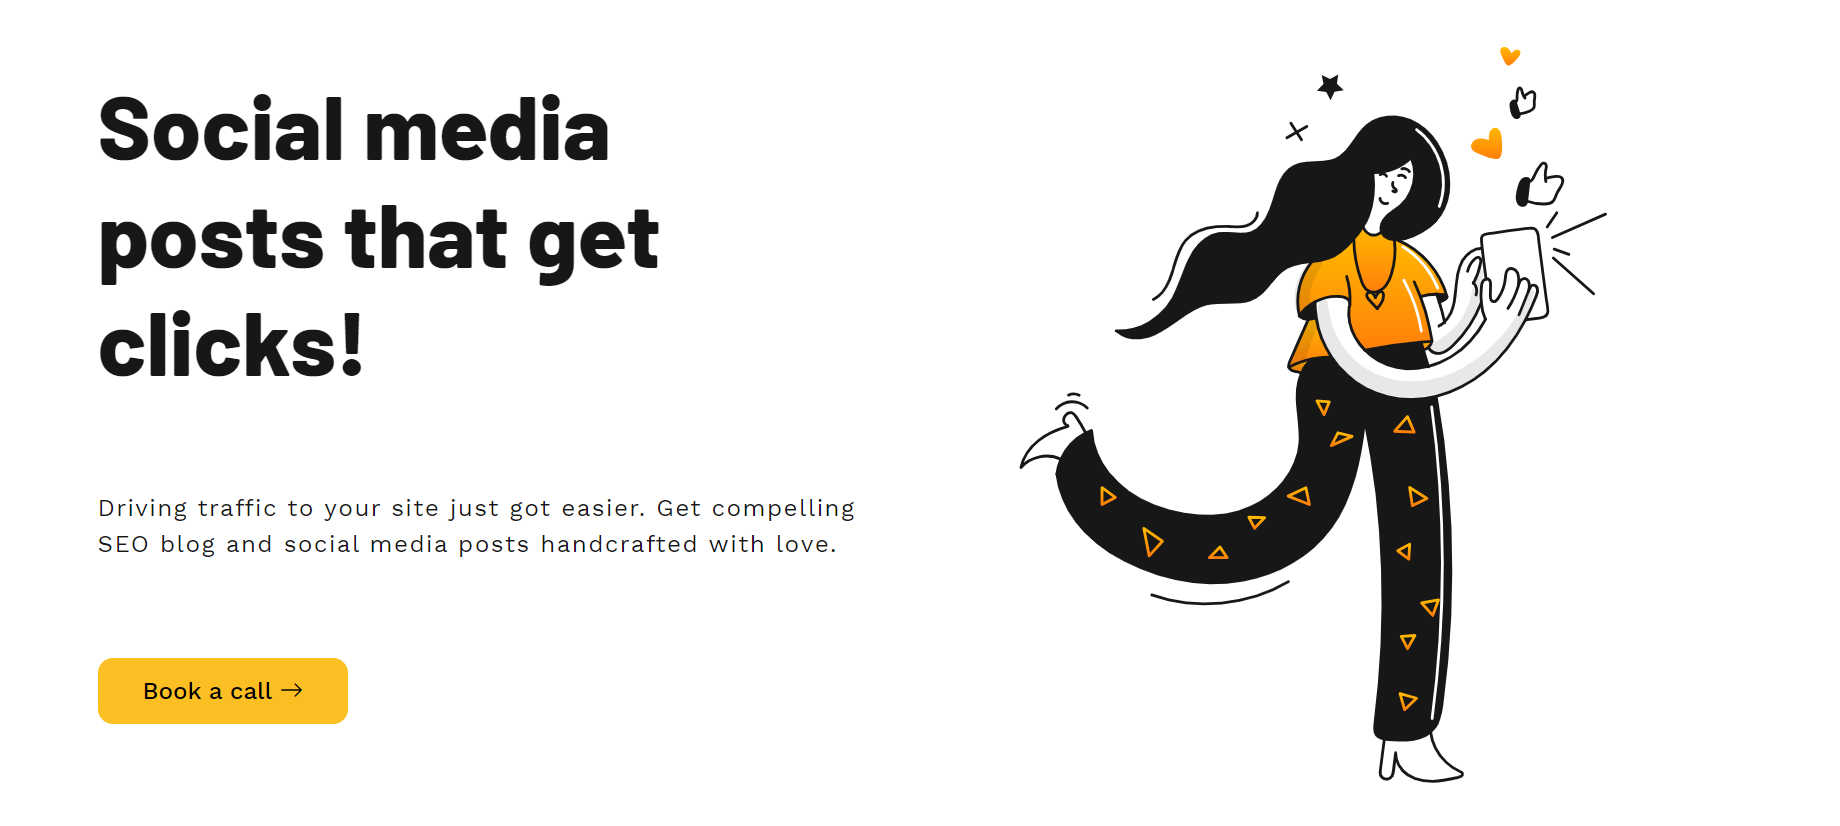 Social media
posts that get
clicks!
Driving traffic to your site just got easier. Get compelling
SEO blog and social media posts handcrafted with love.
Book a call →